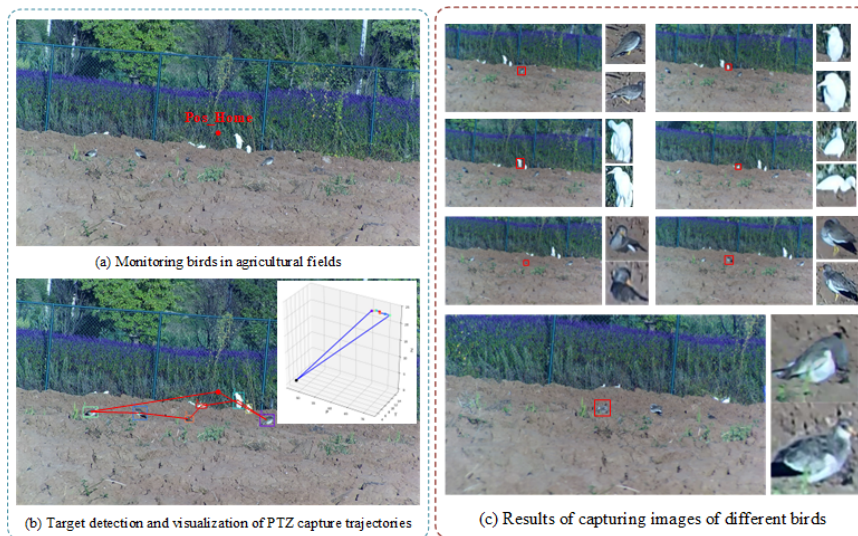 Pos_Home
(a) Monitoring birds in agricultural fields
(b) Target detection and visualization of PTZ capture trajectories
(c) Results of capturing images of different birds